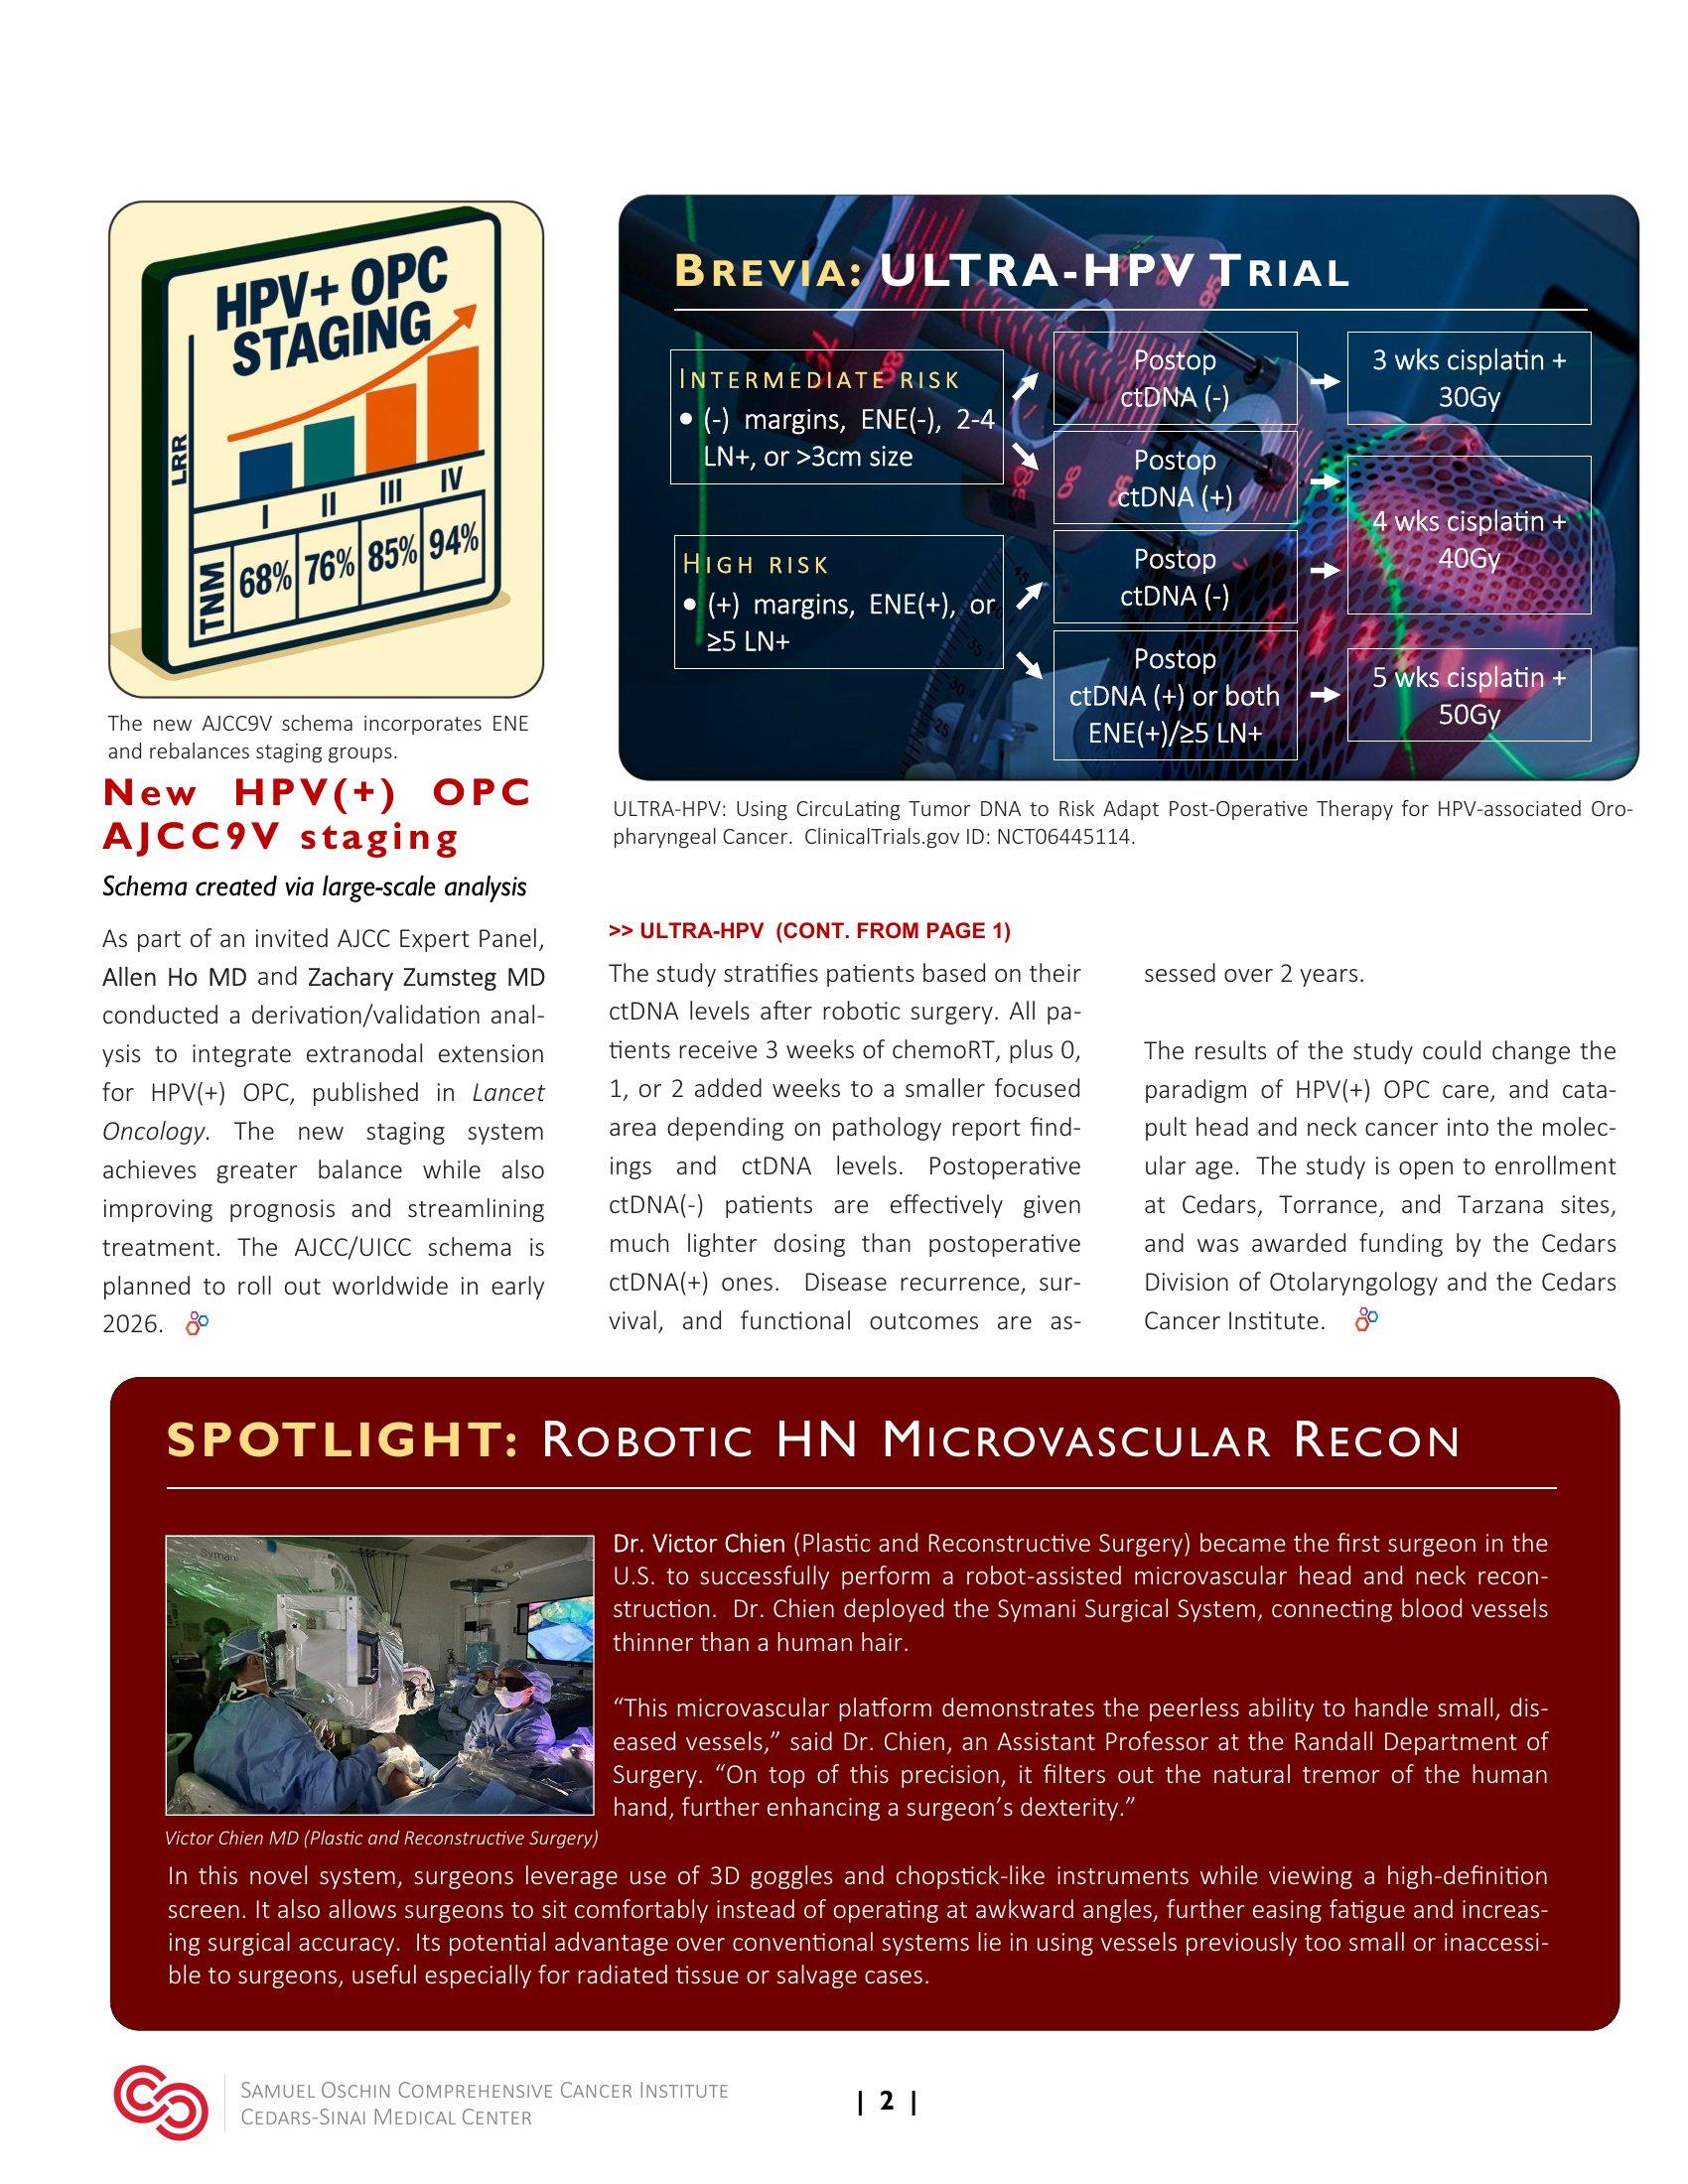 HPV+ OPC
STAGING
LRR
I II III IV
TNM 68% 76% 85% 94%
The new AJCC9V schema incorporates ENE
and rebalances staging groups.
New HPV(+) OPC
AJCC9V staging
Schema created via large-scale analysis
As part of an invited AJCC Expert Panel,
Allen Ho MD and Zachary Zumsteg MD
conducted a derivation/validation anal-
ysis to integrate extranodal extension
for HPV(+) OPC, published in Lancet
Oncology. The new staging system
achieves greater balance while also
improving prognosis and streamlining
treatment. The AJCC/UICC schema is
planned to roll out worldwide in early
2026.
BREVIA: ULTRA-HPV TRIAL
INTERMEDIATE RISK
• (-) margins, ENE(-), 2-4
LN+, or >3cm size
HIGH RISK
• (+) margins, ENE(+), or
≥5 LN+
Postop
ctDNA (-)
Postop
ctDNA (+)
Postop
ctDNA (-)
Postop
ctDNA (+) or both
ENE(+)/≥5 LN+
3 wks cisplatin +
30Gy
4 wks cisplatin +
40Gy
5 wks cisplatin +
50Gy
ULTRA-HPV: Using CircuLating Tumor DNA to Risk Adapt Post-Operative Therapy for HPV-associated Oro-
pharyngeal Cancer. ClinicalTrials.gov ID: NCT06445114.
>> ULTRA-HPV (CONT. FROM PAGE 1)
The study stratifies patients based on their
ctDNA levels after robotic surgery. All pa-
tients receive 3 weeks of chemoRT, plus 0,
1, or 2 added weeks to a smaller focused
area depending on pathology report find-
ings and ctDNA levels. Postoperative
ctDNA(-) patients are effectively given
much lighter dosing than postoperative
ctDNA(+) ones. Disease recurrence, sur-
vival, and functional outcomes are as-
sessed over 2 years.
The results of the study could change the
paradigm of HPV(+) OPC care, and cata-
pult head and neck cancer into the molec-
ular age. The study is open to enrollment
at Cedars, Torrance, and Tarzana sites,
and was awarded funding by the Cedars
Division of Otolaryngology and the Cedars
Cancer Institute.
SPOTLIGHT: ROBOTIC HN MICROVASCULAR RECON
Symani
Victor Chien MD (Plastic and Reconstructive Surgery)
Dr. Victor Chien (Plastic and Reconstructive Surgery) became the first surgeon in the
U.S. to successfully perform a robot-assisted microvascular head and neck recon-
struction. Dr. Chien deployed the Symani Surgical System, connecting blood vessels
thinner than a human hair.
“This microvascular platform demonstrates the peerless ability to handle small, dis-
eased vessels,” said Dr. Chien, an Assistant Professor at the Randall Department of
Surgery. “On top of this precision, it filters out the natural tremor of the human
hand, further enhancing a surgeon’s dexterity.”
In this novel system, surgeons leverage use of 3D goggles and chopstick-like instruments while viewing a high-definition
screen. It also allows surgeons to sit comfortably instead of operating at awkward angles, further easing fatigue and increas-
ing surgical accuracy. Its potential advantage over conventional systems lie in using vessels previously too small or inaccessi-
ble to surgeons, useful especially for radiated tissue or salvage cases.
SAMUEL OSCHIN COMPREHENSIVE CANCER INSTITUTE
CEDARS-SINAI MEDICAL CENTER
| 2 |